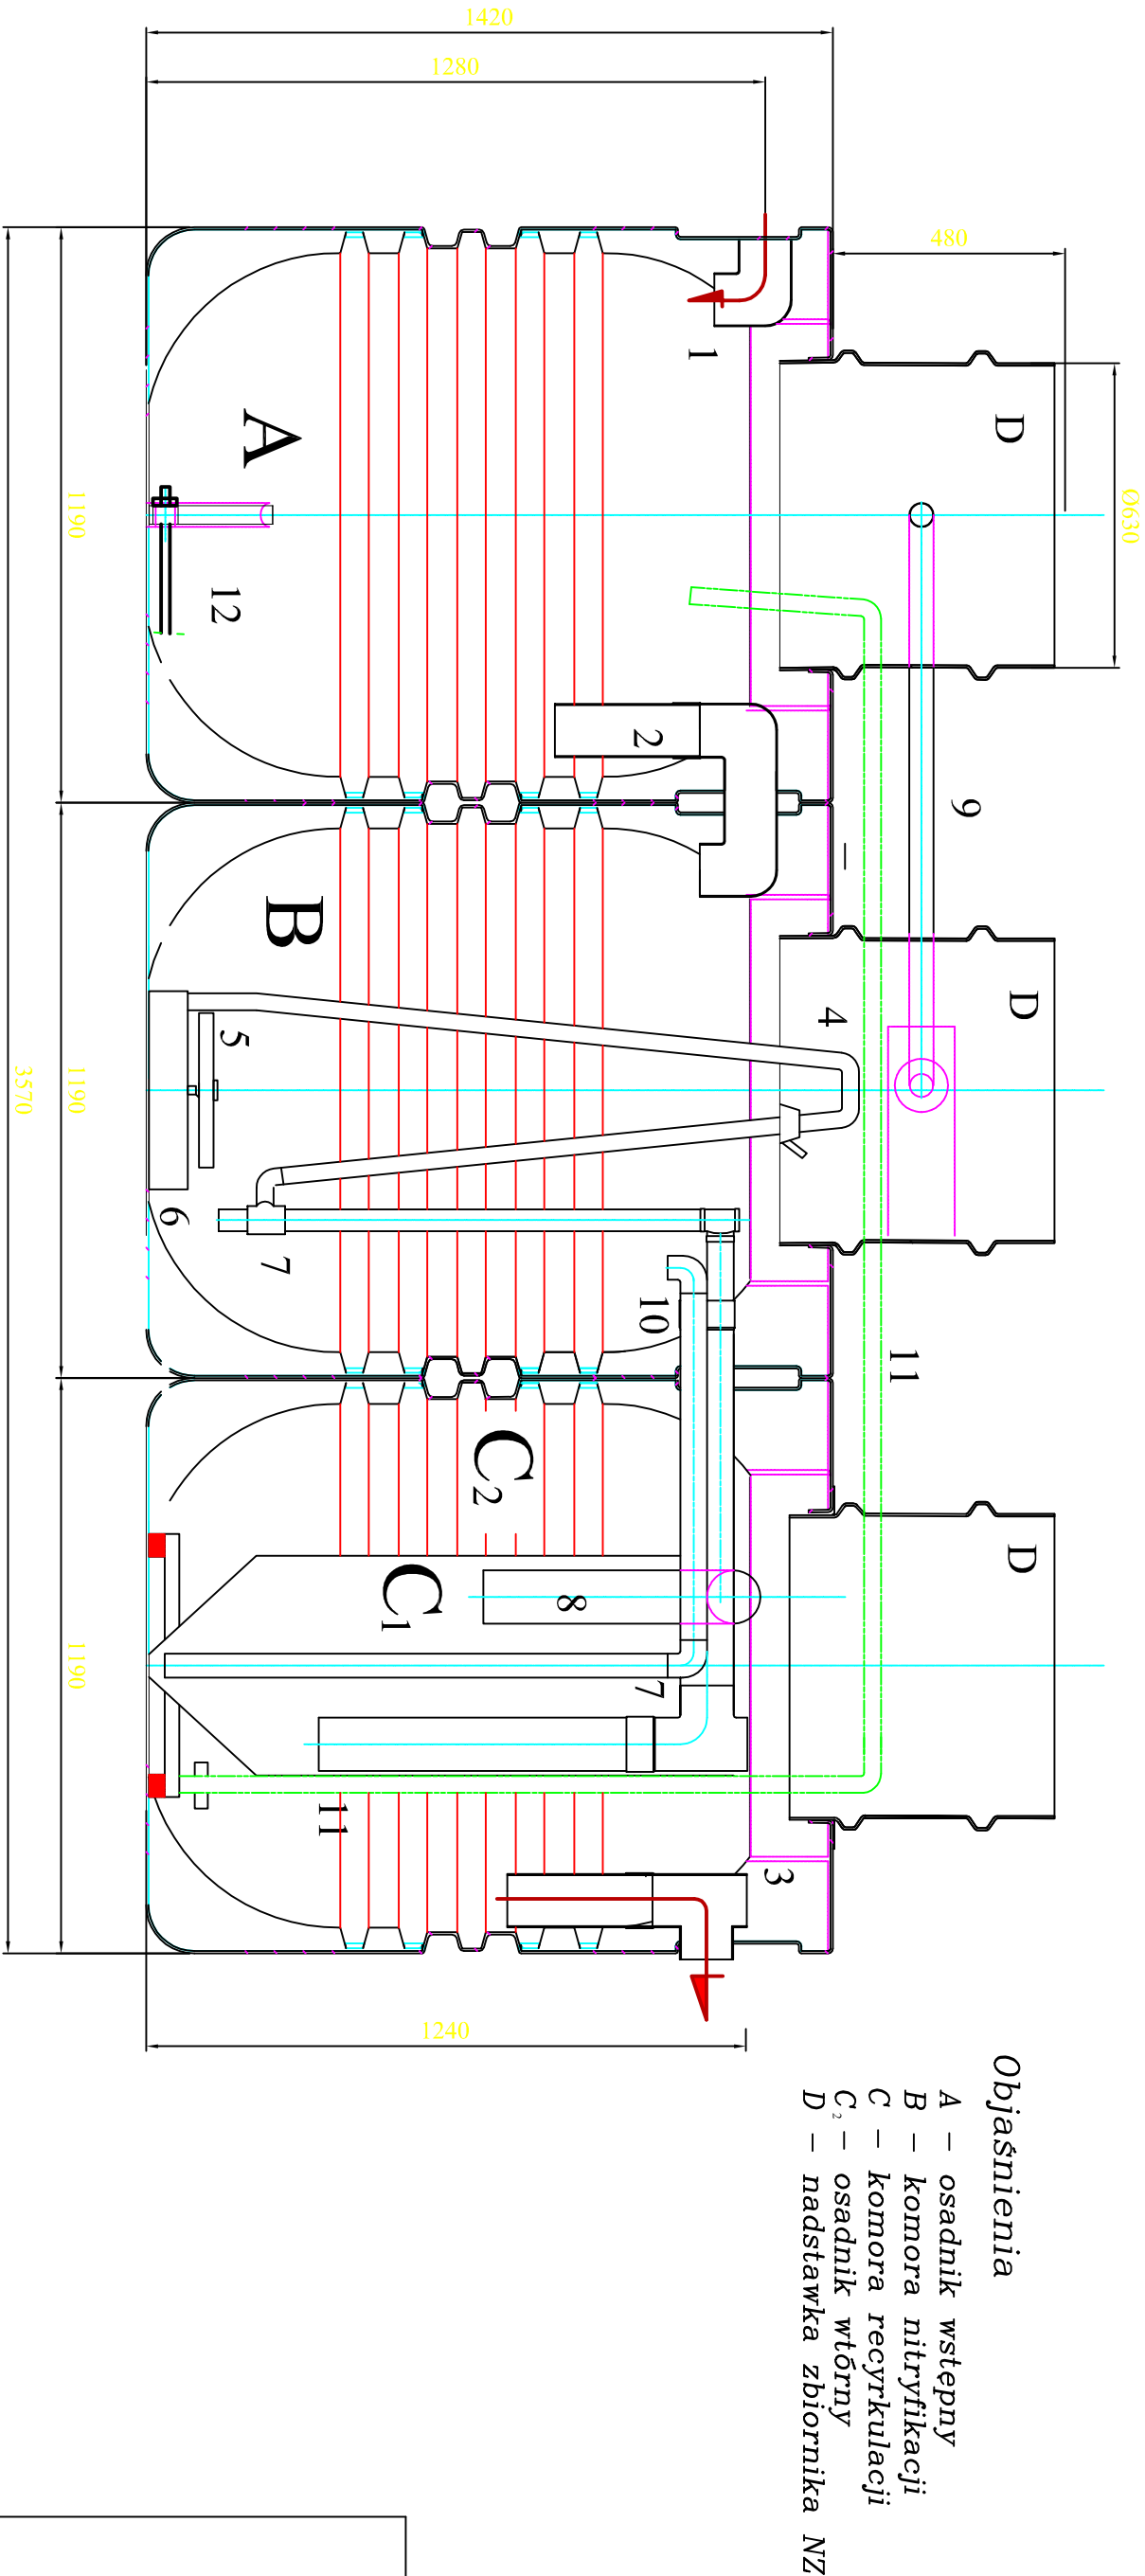 1420
1280
480
Ø630
D
D
D
1
A
12
2
9
B
4
5
6
7
10
11
C2
C1
8
7
11
3
1190
1190
1190
3570
1240
Objaśnienia
A – osadnik wstępny
B – komora nitryfikacji
C – komora recyrkulacji
C2 – osadnik wtórny
D – nadstawka zbiornika NZ